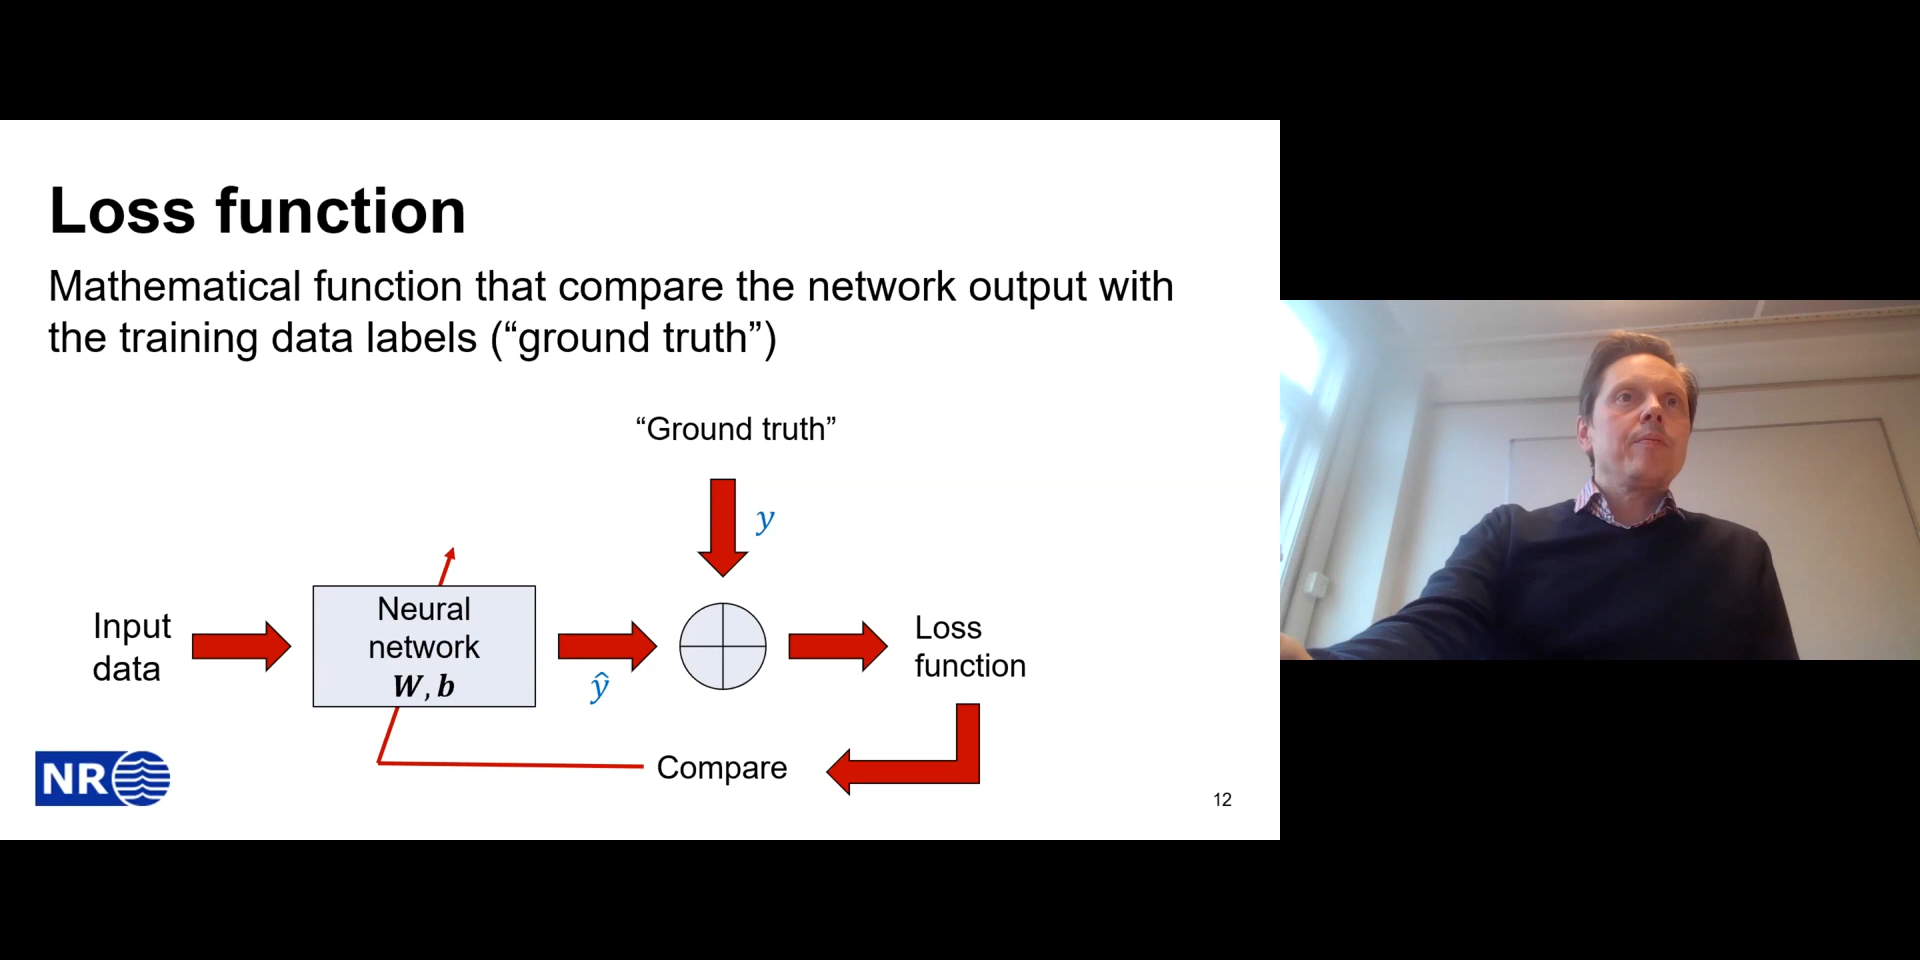 Loss function
Mathematical function that compare the network output with
the training data labels (“ground truth”)
“Ground truth”
y
Input
data
Neural
network
W, b
ŷ
Loss
function
Compare
NR
12